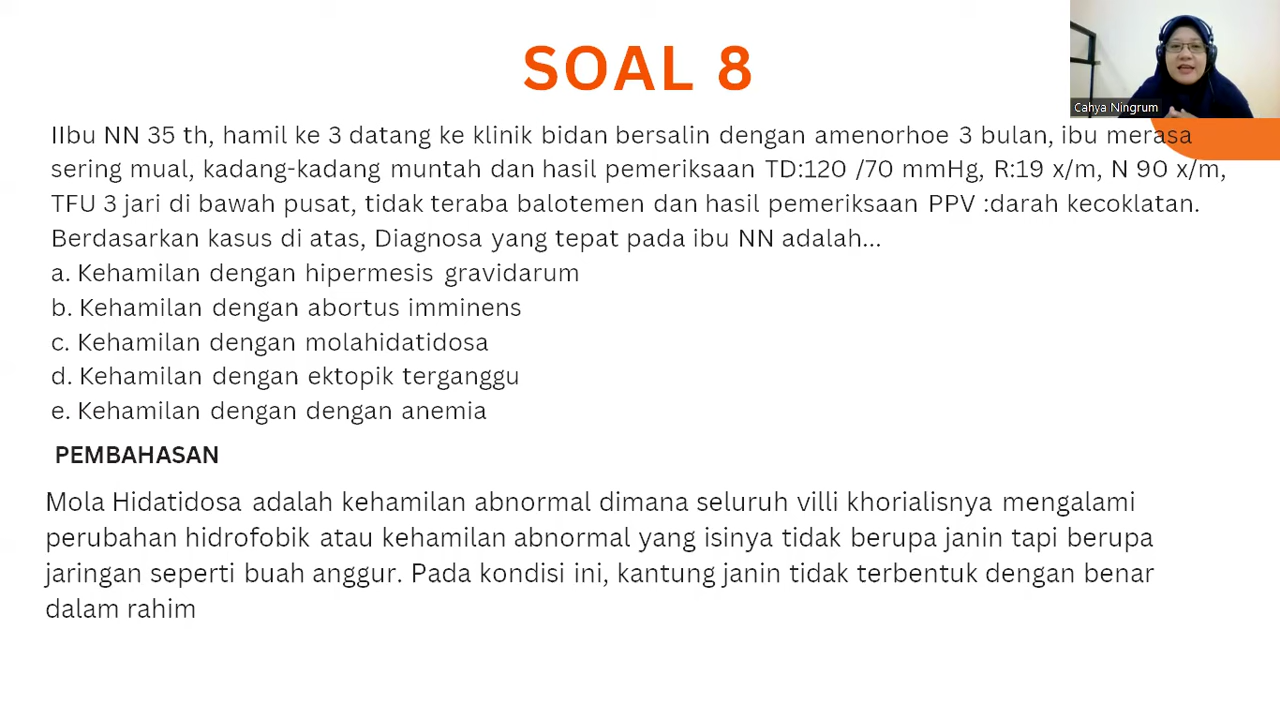 SOAL 8
Cahya Ningrum
IIbu NN 35 th, hamil ke 3 datang ke klinik bidan bersalin dengan amenorhoe 3 bulan, ibu merasa
sering mual, kadang-kadang muntah dan hasil pemeriksaan TD:120 /70 mmHg, R:19 x/m, N 90 x/m,
TFU 3 jari di bawah pusat, tidak teraba balotemen dan hasil pemeriksaan PPV :darah kecoklatan.
Berdasarkan kasus di atas, Diagnosa yang tepat pada ibu NN adalah...
a. Kehamilan dengan hipermesis gravidarum
b. Kehamilan dengan abortus imminens
c. Kehamilan dengan molahidatidosa
d. Kehamilan dengan ektopik terganggu
e. Kehamilan dengan dengan anemia
PEMBAHASAN
Mola Hidatidosa adalah kehamilan abnormal dimana seluruh villi khorialisnya mengalami
perubahan hidrofobik atau kehamilan abnormal yang isinya tidak berupa janin tapi berupa
jaringan seperti buah anggur. Pada kondisi ini, kantung janin tidak terbentuk dengan benar
dalam rahim